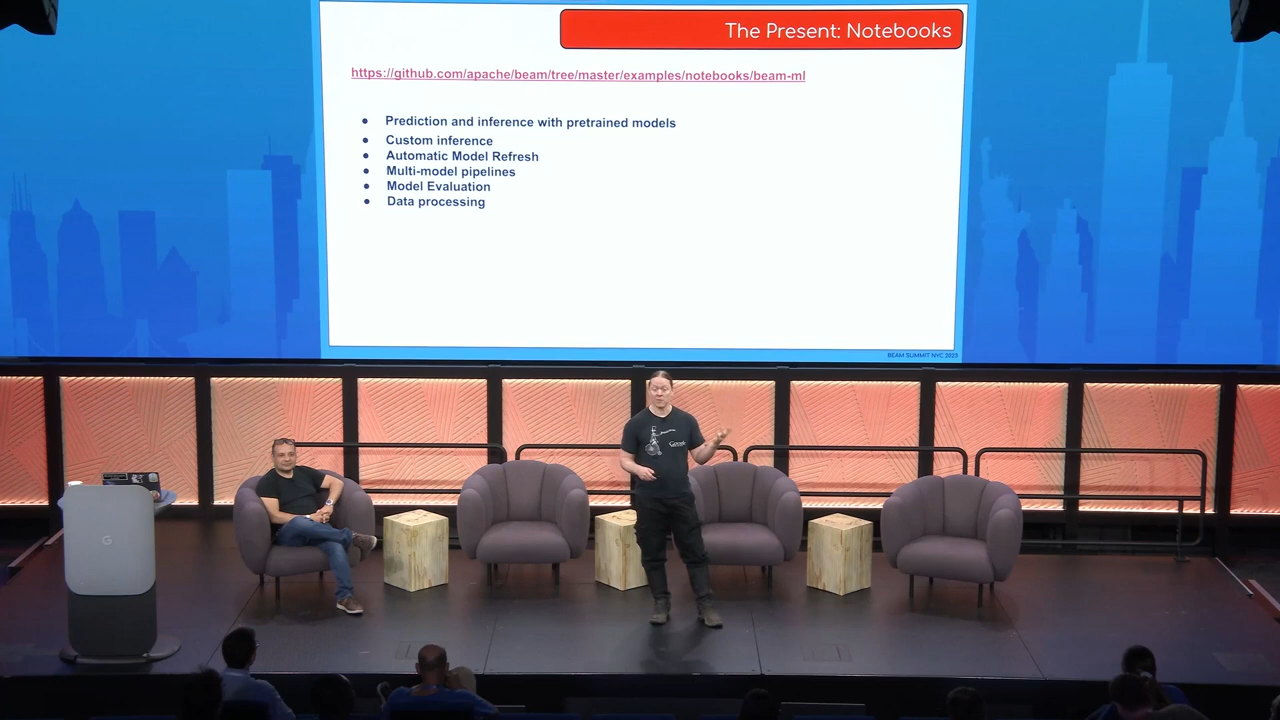 The Present: Notebooks
https://github.com/apache/beam/tree/master/examples/notebooks/beam-ml
● Prediction and inference with pretrained models
● Custom inference
● Automatic Model Refresh
● Multi-model pipelines
● Model Evaluation
● Data processing
BEAM SUMMIT NYC 2023
G